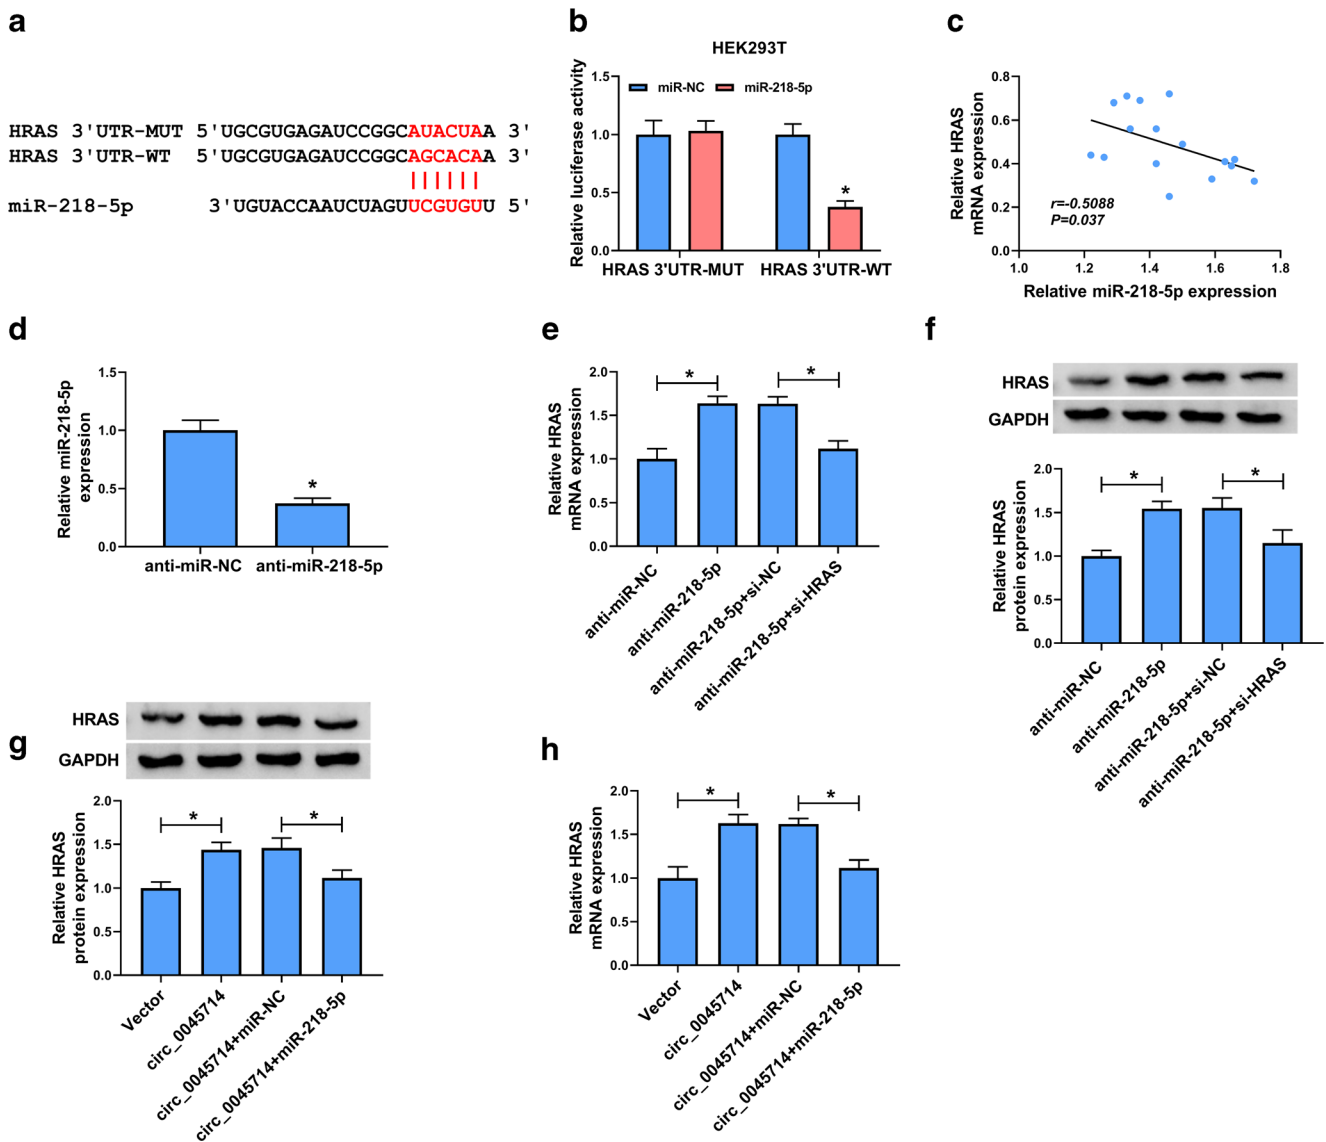 a
HRAS 3'UTR-MUT 5'UGCGUGAGAUCCGGCAUACUAA 3'
HRAS 3'UTR-WT 5'UGCGUGAGAUCCGGCAGCACAA 3'
miR-218-5p 3'UGUACCAAUCUAGUUCGUGUU 5'
b
HEK293T
miR-NC miR-218-5p
Relative luciferase activity
1.5
1.0
0.5
0.0
*
HRAS 3'UTR-MUT HRAS 3'UTR-WT
c
Relative HRAS
mRNA expression
0.8
0.6
0.4
0.2
0.0
r=-0.5088
P=0.037
1.0 1.2 1.4 1.6 1.8
Relative miR-218-5p expression
d
Relative miR-218-5p
expression
1.5
1.0
0.5
0.0
*
anti-miR-NC anti-miR-218-5p
e
Relative HRAS
mRNA expression
2.0
1.5
1.0
0.5
0.0
* *
anti-miR-NC
anti-miR-218-5p
anti-miR-218-5p+si-NC
anti-miR-218-5p+si-HRAS
f
HRAS
GAPDH
Relative HRAS
protein expression
2.0
1.5
1.0
0.5
0.0
* *
anti-miR-NC
anti-miR-218-5p
anti-miR-218-5p+si-NC
anti-miR-218-5p+si-HRAS
g
HRAS
GAPDH
Relative HRAS
protein expression
2.0
1.5
1.0
0.5
0.0
* *
Vector
circ_0045714
circ_0045714+miR-NC
circ_0045714+miR-218-5p
h
Relative HRAS
mRNA expression
2.0
1.5
1.0
0.5
0.0
* *
Vector
circ_0045714
circ_0045714+miR-NC
circ_0045714+miR-218-5p